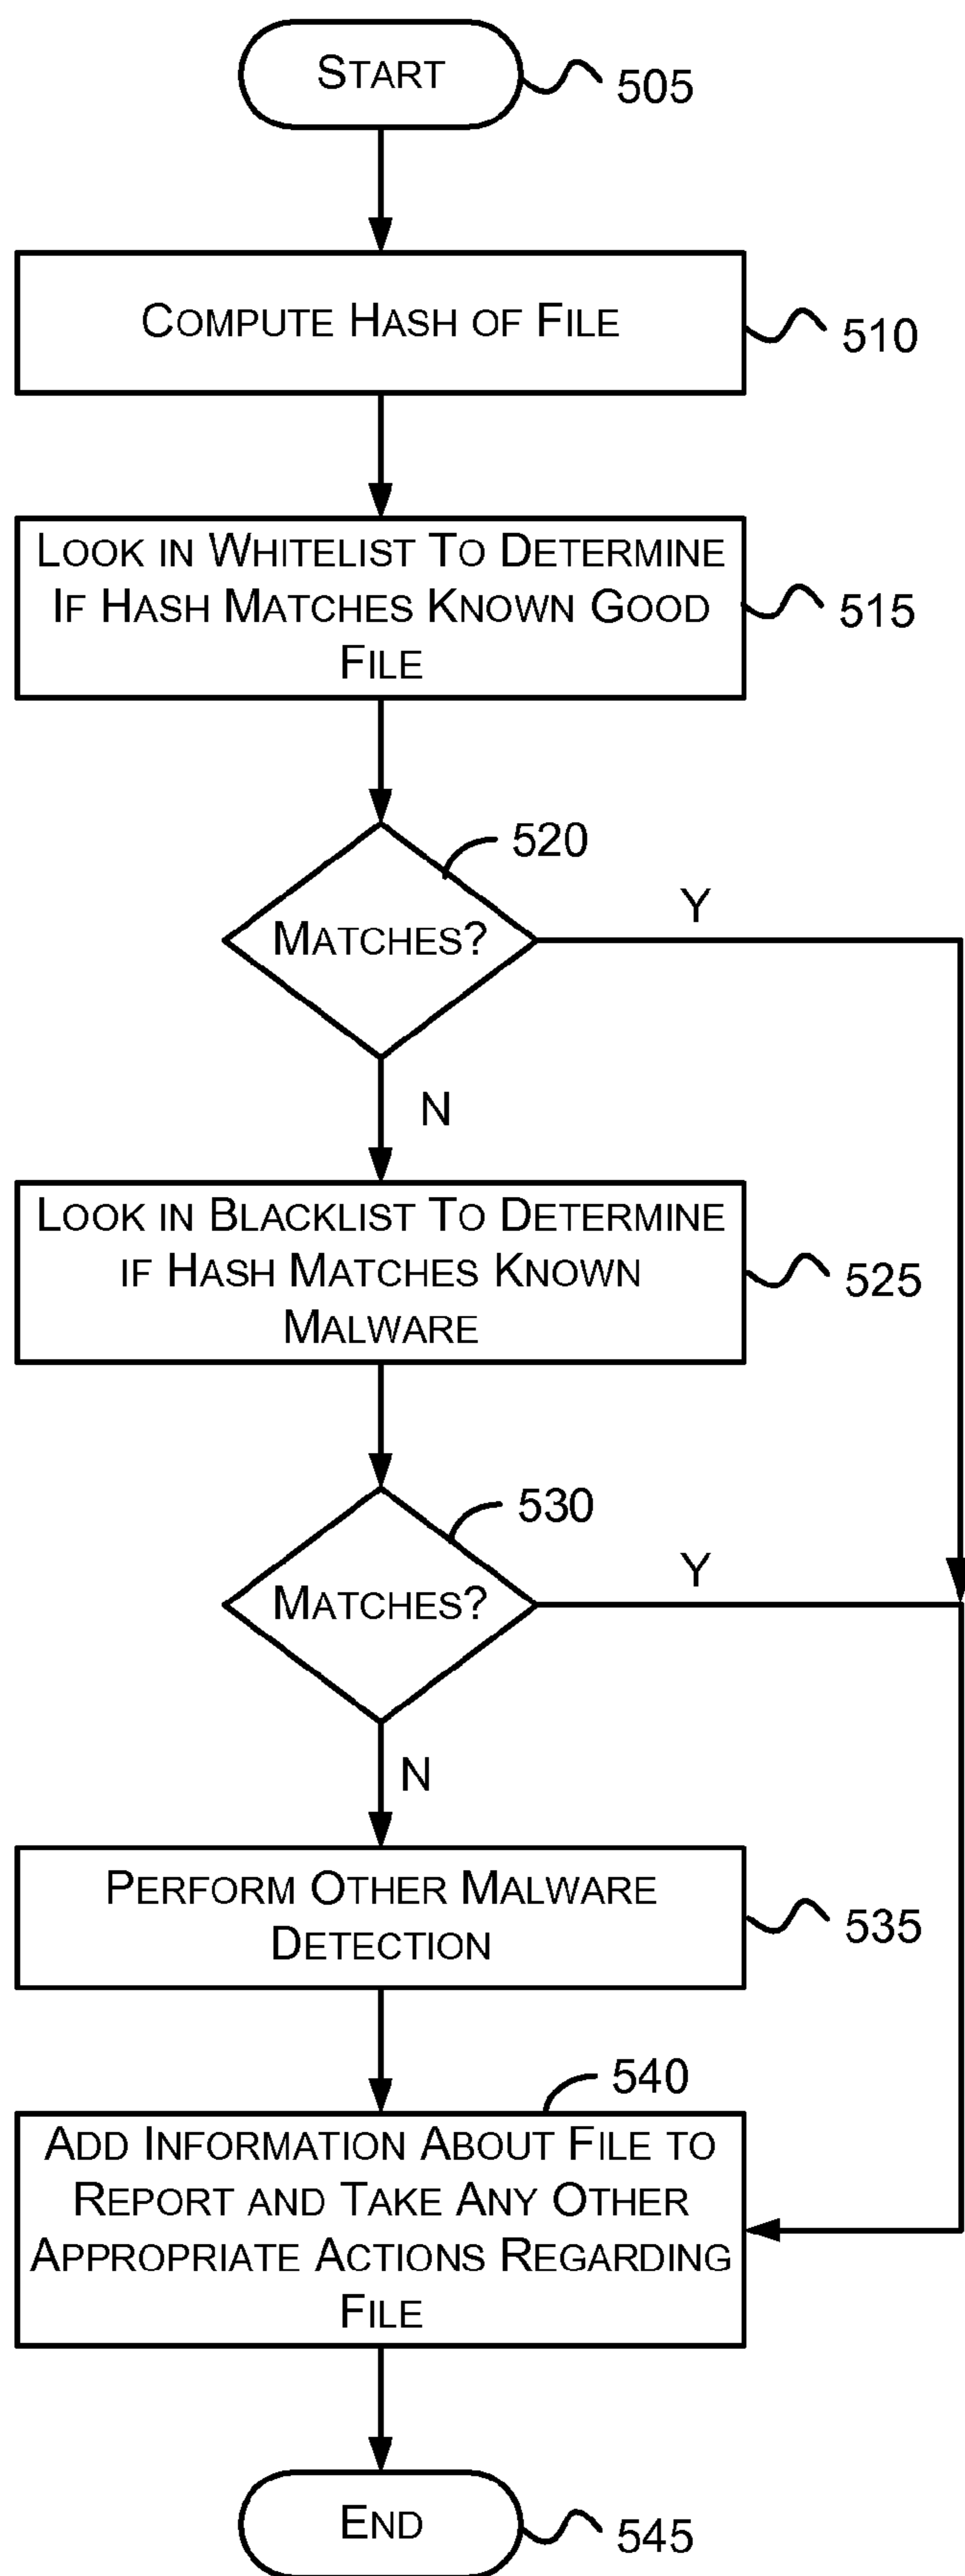 START
505
COMPUTE HASH OF FILE
510
LOOK IN WHITELIST TO DETERMINE
IF HASH MATCHES KNOWN GOOD
FILE
515
520
MATCHES?
Y
N
LOOK IN BLACKLIST TO DETERMINE
IF HASH MATCHES KNOWN
MALWARE
525
530
MATCHES?
Y
N
PERFORM OTHER MALWARE
DETECTION
535
540
ADD INFORMATION ABOUT FILE TO
REPORT AND TAKE ANY OTHER
APPROPRIATE ACTIONS REGARDING
FILE
END
545